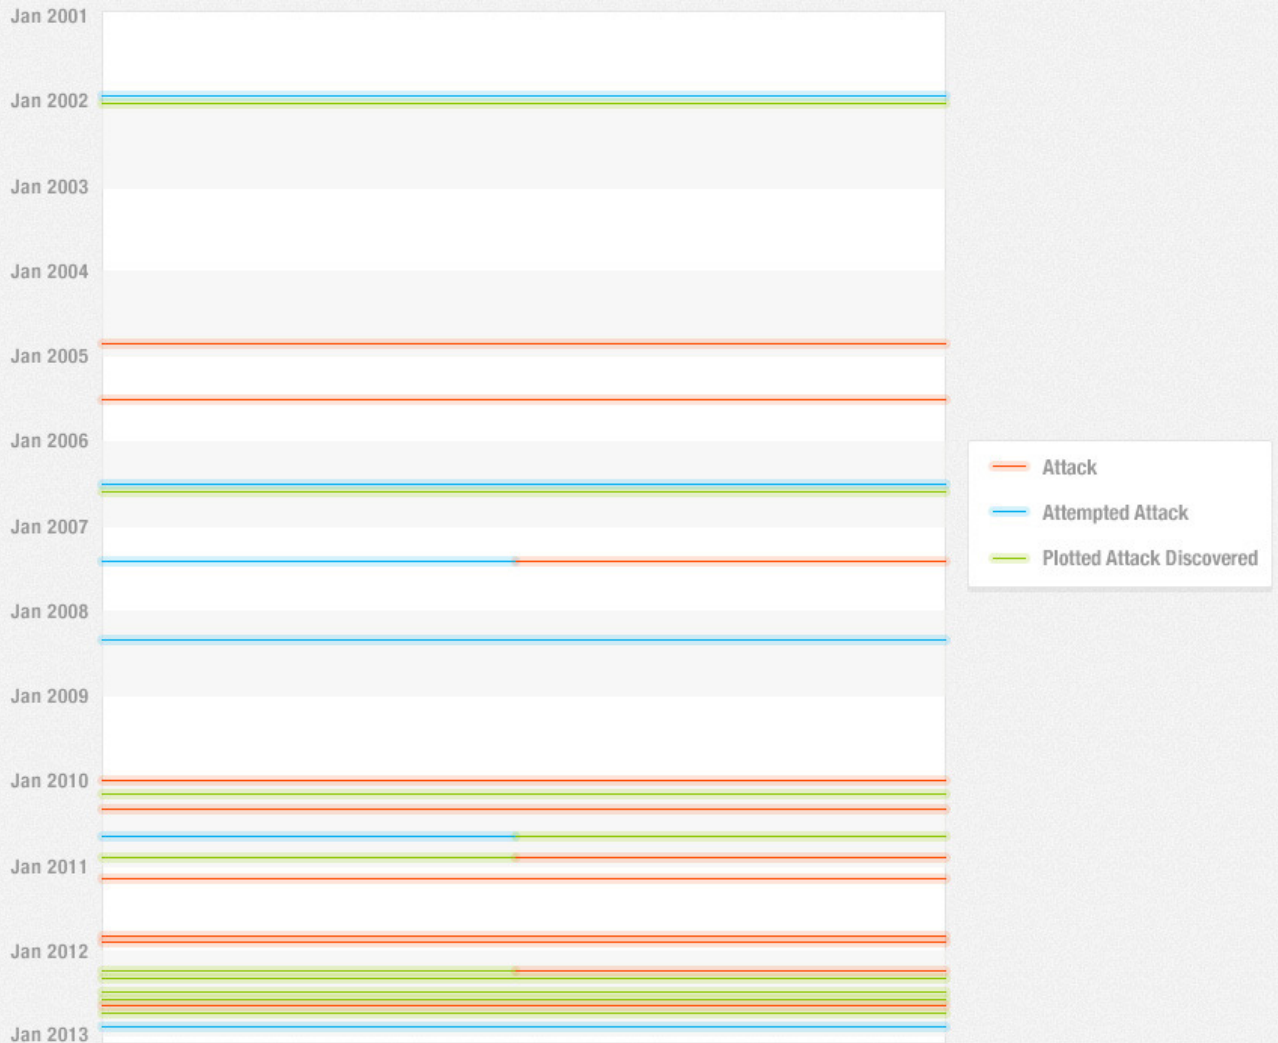 Jan 2001
Jan 2002
Jan 2003
Jan 2004
Jan 2005
Jan 2006
Jan 2007
Jan 2008
Jan 2009
Jan 2010
Jan 2011
Jan 2012
Jan 2013
Attack
Attempted Attack
Plotted Attack Discovered